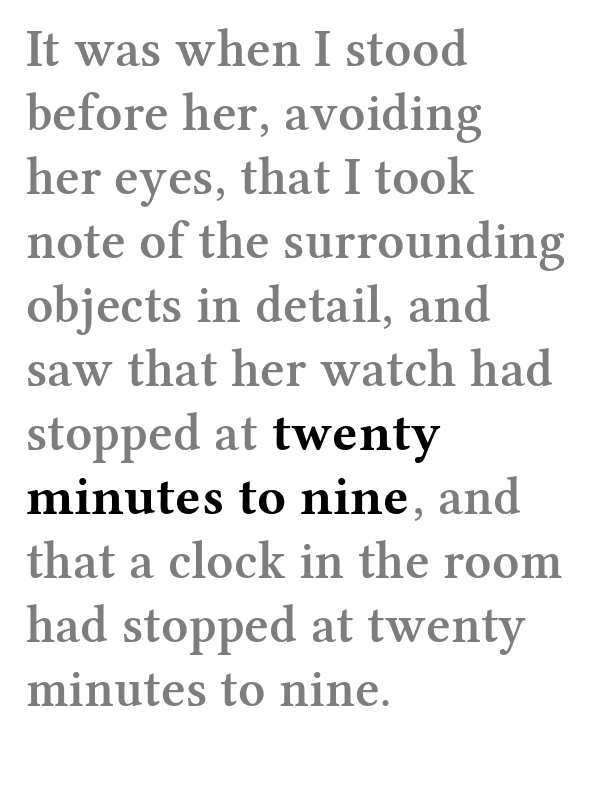 It was when I stood
before her, avoiding
her eyes, that I took
note of the surrounding
objects in detail, and
saw that her watch had
stopped at twenty
minutes to nine, and
that a clock in the room
had stopped at twenty
minutes to nine.